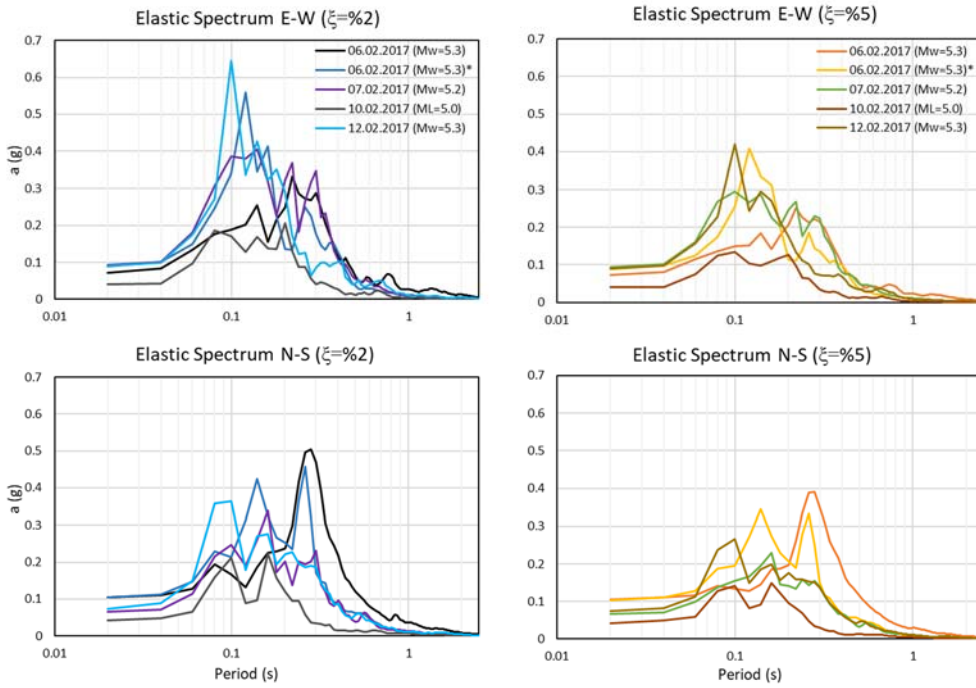 Elastic Spectrum E-W (ξ=%2)
0.7
0.6
0.5
0.4
0.3
0.2
0.1
0
a (g)
0.01
0.1
1
06.02.2017 (Mw=5.3)
06.02.2017 (Mw=5.3)*
07.02.2017 (Mw=5.2)
10.02.2017 (ML=5.0)
12.02.2017 (Mw=5.3)
Elastic Spectrum E-W (ξ=%5)
0.7
0.6
0.5
0.4
0.3
0.2
0.1
0
0.01
0.1
1
06.02.2017 (Mw=5.3)
06.02.2017 (Mw=5.3)*
07.02.2017 (Mw=5.2)
10.02.2017 (ML=5.0)
12.02.2017 (Mw=5.3)
Elastic Spectrum N-S (ξ=%2)
0.7
0.6
0.5
0.4
0.3
0.2
0.1
0
a (g)
0.01
0.1
1
Period (s)
Elastic Spectrum N-S (ξ=%5)
0.7
0.6
0.5
0.4
0.3
0.2
0.1
0
0.01
0.1
1
Period (s)